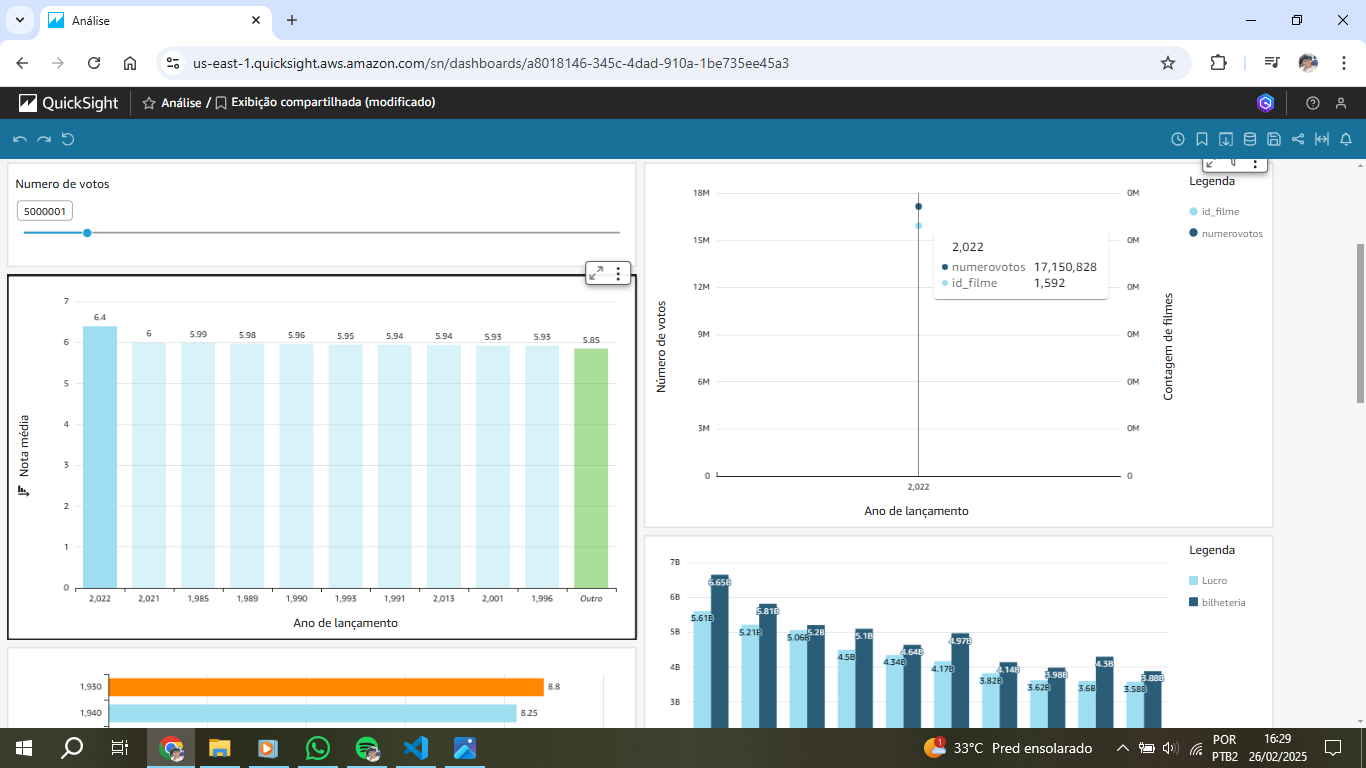 Análise
us-east-1.quicksight.aws.amazon.com/sn/dashboards/a8018146-345c-4dad-910a-1be735ee45a3
QuickSight
Análise / Exibição compartilhada (modificado)
Numero de votos
5000001
7
6
5
4
3
2
1
0
Nota média
6.4
6
5.99
5.98
5.96
5.95
5.94
5.94
5.93
5.93
5.85
2,022
2,021
1,985
1,989
1,990
1,993
1,991
2,013
2,001
1,996
Outro
Ano de lançamento
18M
15M
12M
9M
6M
3M
0
Número de votos
0M
0M
0M
0M
0M
0M
0
Contagem de filmes
2,022
numerovotos 17,150,828
id_filme 1,592
2,022
Ano de lançamento
Legenda
id_filme
numerovotos
1,930
8.8
1,940
8.25
7B
6B
5B
4B
3B
5.61B
6.65B
5.21B
5.81B
5.06B
5.2B
4.5B
5.1B
4.34B
4.64B
4.17B
4.97B
3.82B
4.14B
3.62B
3.98B
3.6B
4.3B
3.58B
3.88B
Legenda
Lucro
bilheteria
1
33°C Pred ensolarado
POR
PTB2
16:29
26/02/2025